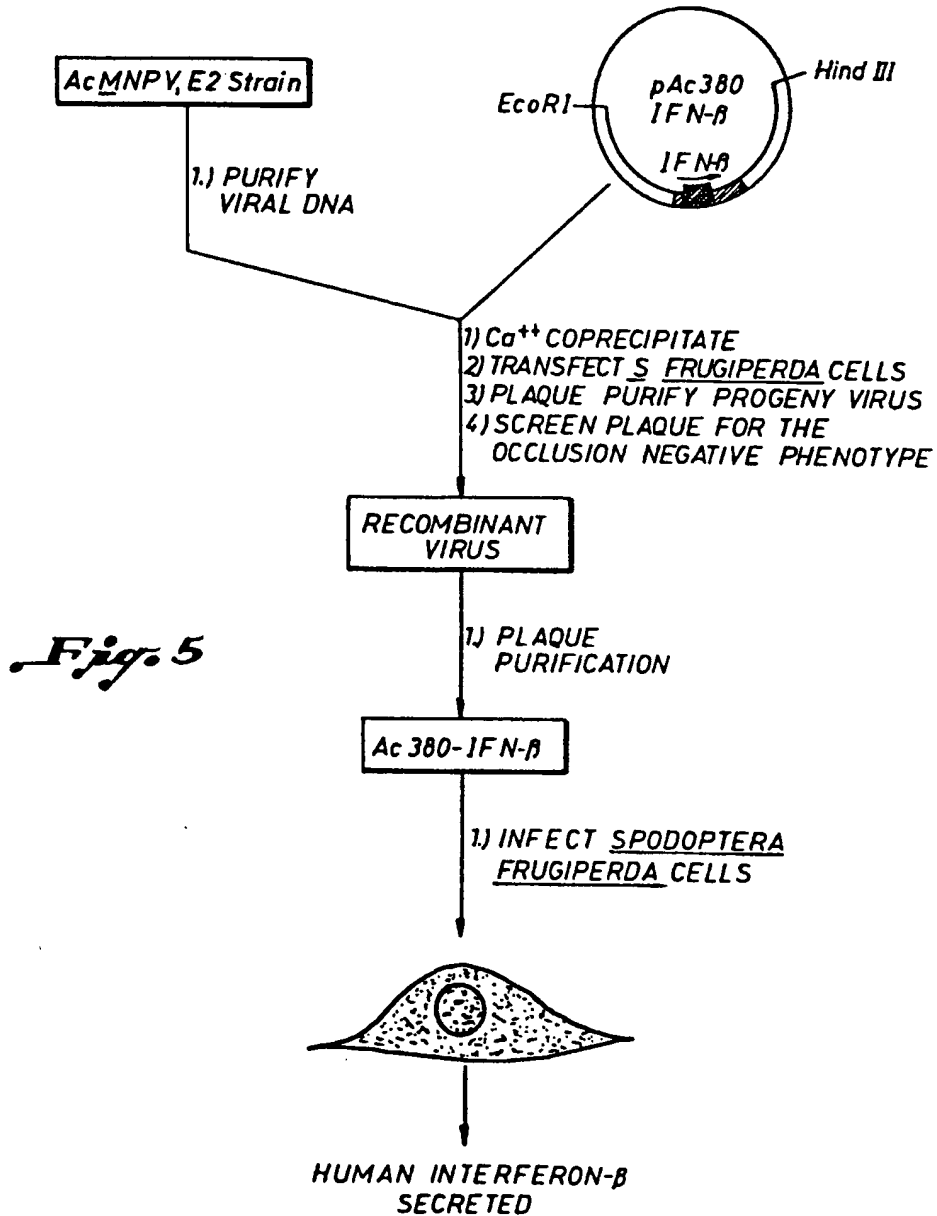 AcMNPV, E2 Strain
EcoRI
Hind III
pAc380
IFN-β
IFN-β
1.) PURIFY
VIRAL DNA
1) Ca++ COPRECIPITATE
2) TRANSFECT S FRUGIPERDA CELLS
3) PLAQUE PURIFY PROGENY VIRUS
4) SCREEN PLAQUE FOR THE
OCCLUSION NEGATIVE PHENOTYPE
RECOMBINANT
VIRUS
Fig. 5
1.) PLAQUE
PURIFICATION
Ac 380-IFN-β
1.) INFECT SPODOPTERA
FRUGIPERDA CELLS
HUMAN INTERFERON-β
SECRETED